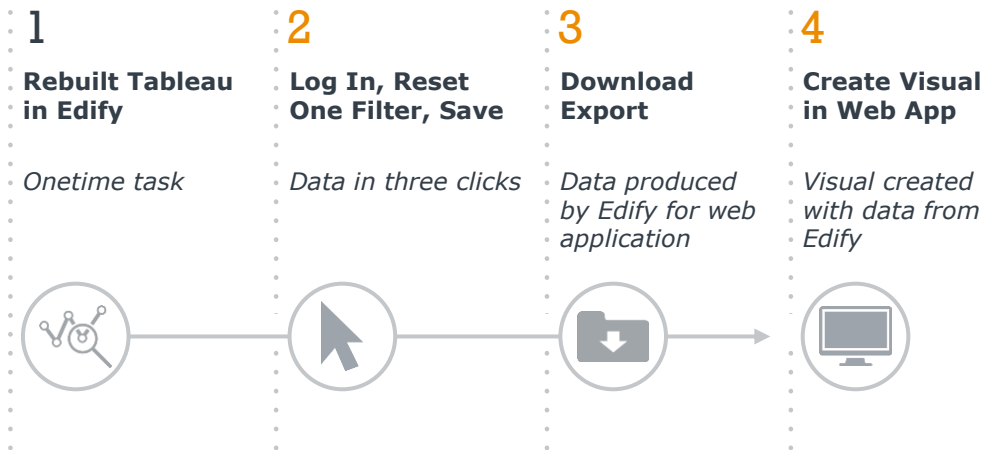 1
Rebuilt Tableau
in Edify
Onetime task
2
Log In, Reset
One Filter, Save
Data in three clicks
3
Download
Export
Data produced
by Edify for web
application
4
Create Visual
in Web App
Visual created
with data from
Edify